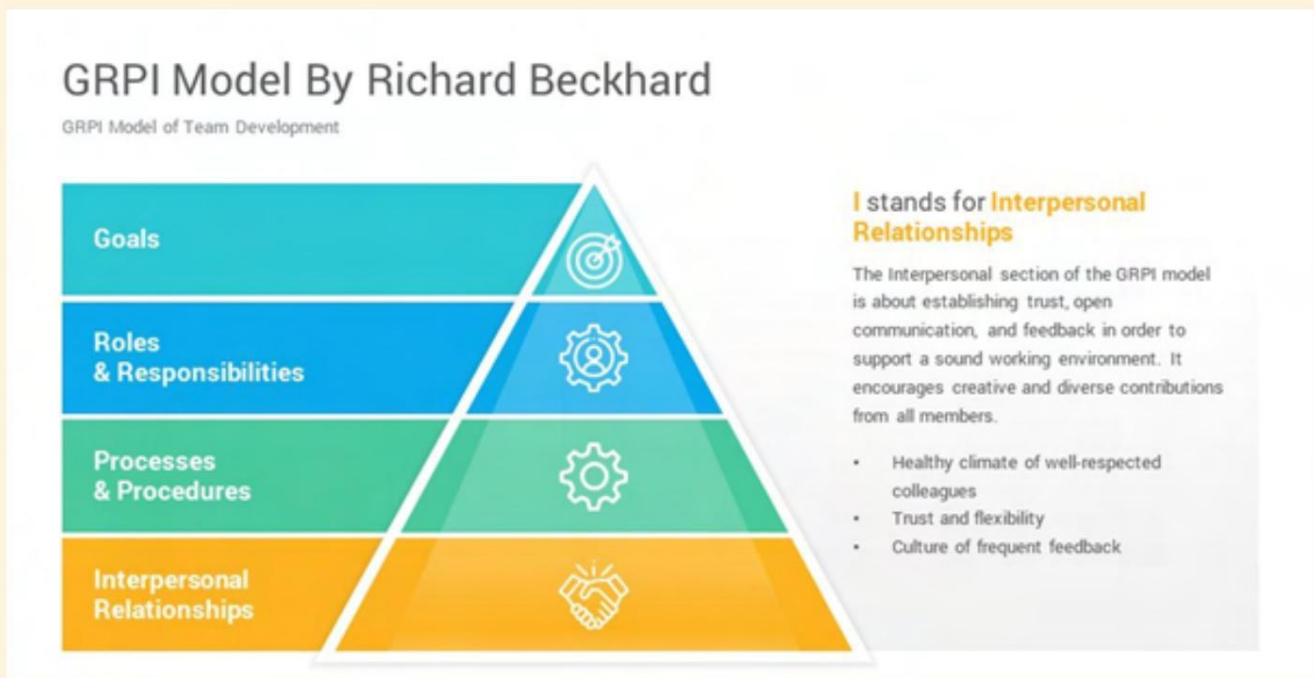 GRPI Model By Richard Beckhard
GRPI Model of Team Development
Goals
Roles
& Responsibilities
Processes
& Procedures
Interpersonal
Relationships
I stands for Interpersonal
Relationships
The Interpersonal section of the GRPI model
is about establishing trust, open
communication, and feedback in order to
support a sound working environment. It
encourages creative and diverse contributions
from all members.
• Healthy climate of well-respected
colleagues
• Trust and flexibility
• Culture of frequent feedback